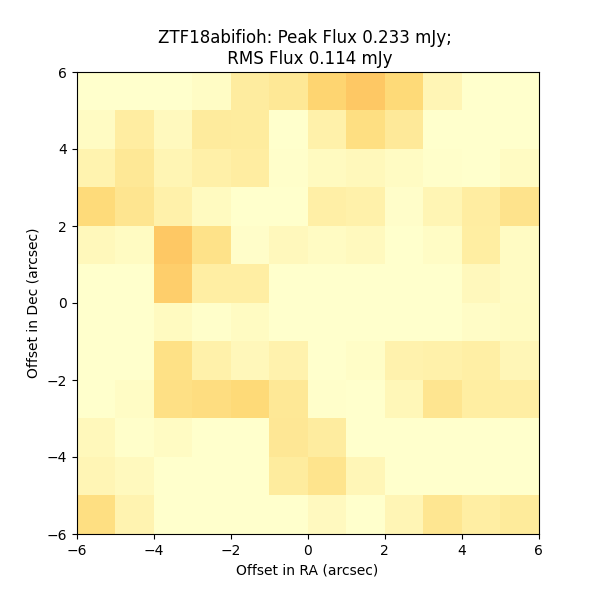 ZTF18abifioh: Peak Flux 0.233 mJy;
RMS Flux 0.114 mJy
6
4
2
0
−2
−4
−6
Offset in Dec (arcsec)
−6 −4 −2 0 2 4 6
Offset in RA (arcsec)